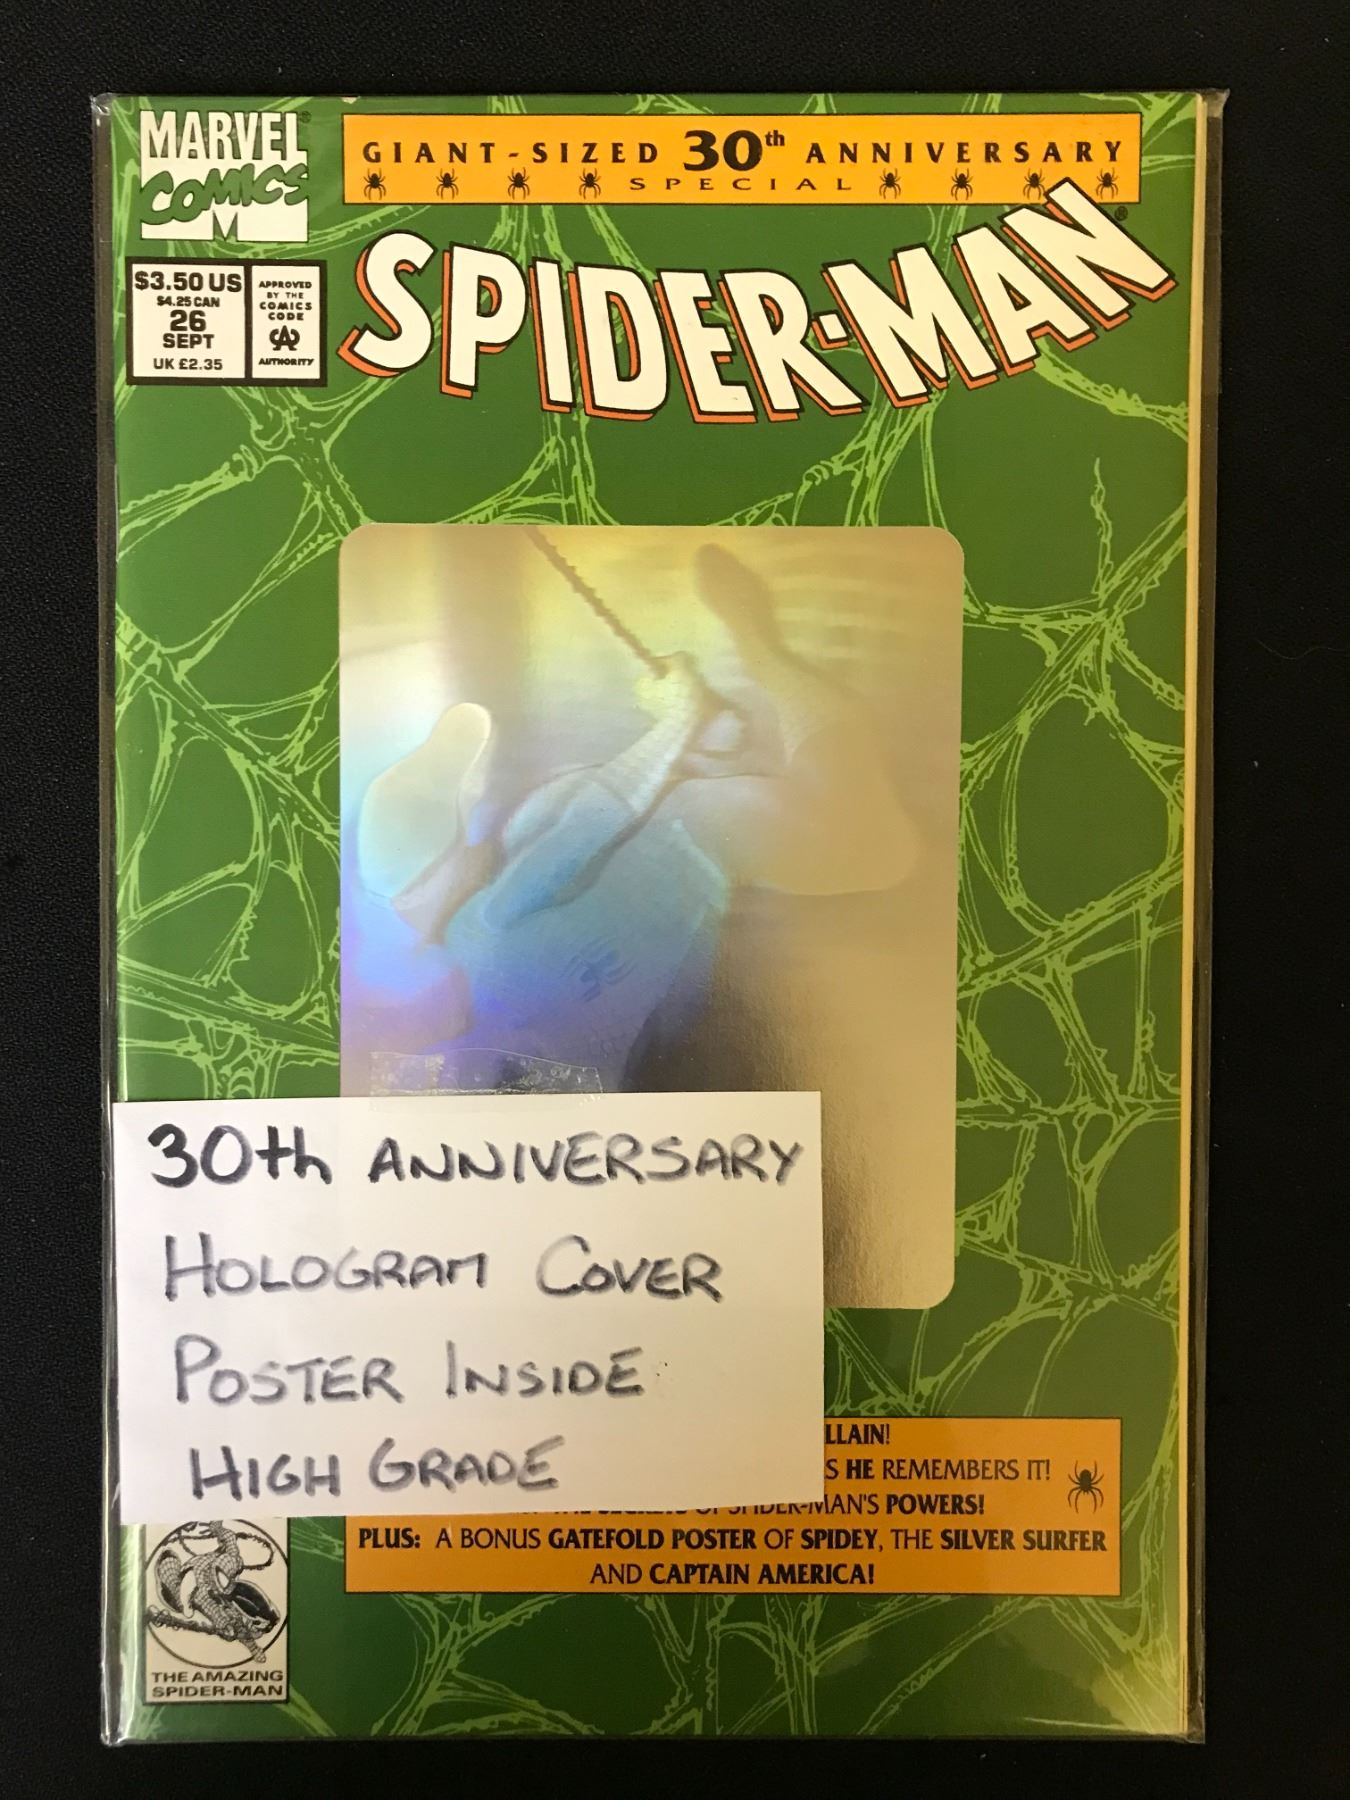 MARVEL
COMICS
M
GIANT-SIZED 30th ANNIVERSARY
SPECIAL
SPIDER-MAN
$3.50 US
$4.25 CAN
26
SEPT
UK £2.35
APPROVED
BY THE
COMICS
CODE
CA
AUTHORITY
30th ANNIVERSARY
HOLOGRAM COVER
POSTER INSIDE
HIGH GRADE
LLAIN!
S HE REMEMBERS IT!
OF SPIDER-MAN'S POWERS!
PLUS: A BONUS GATEFOLD POSTER OF SPIDEY, THE SILVER SURFER
AND CAPTAIN AMERICA!
THE AMAZING
SPIDER-MAN